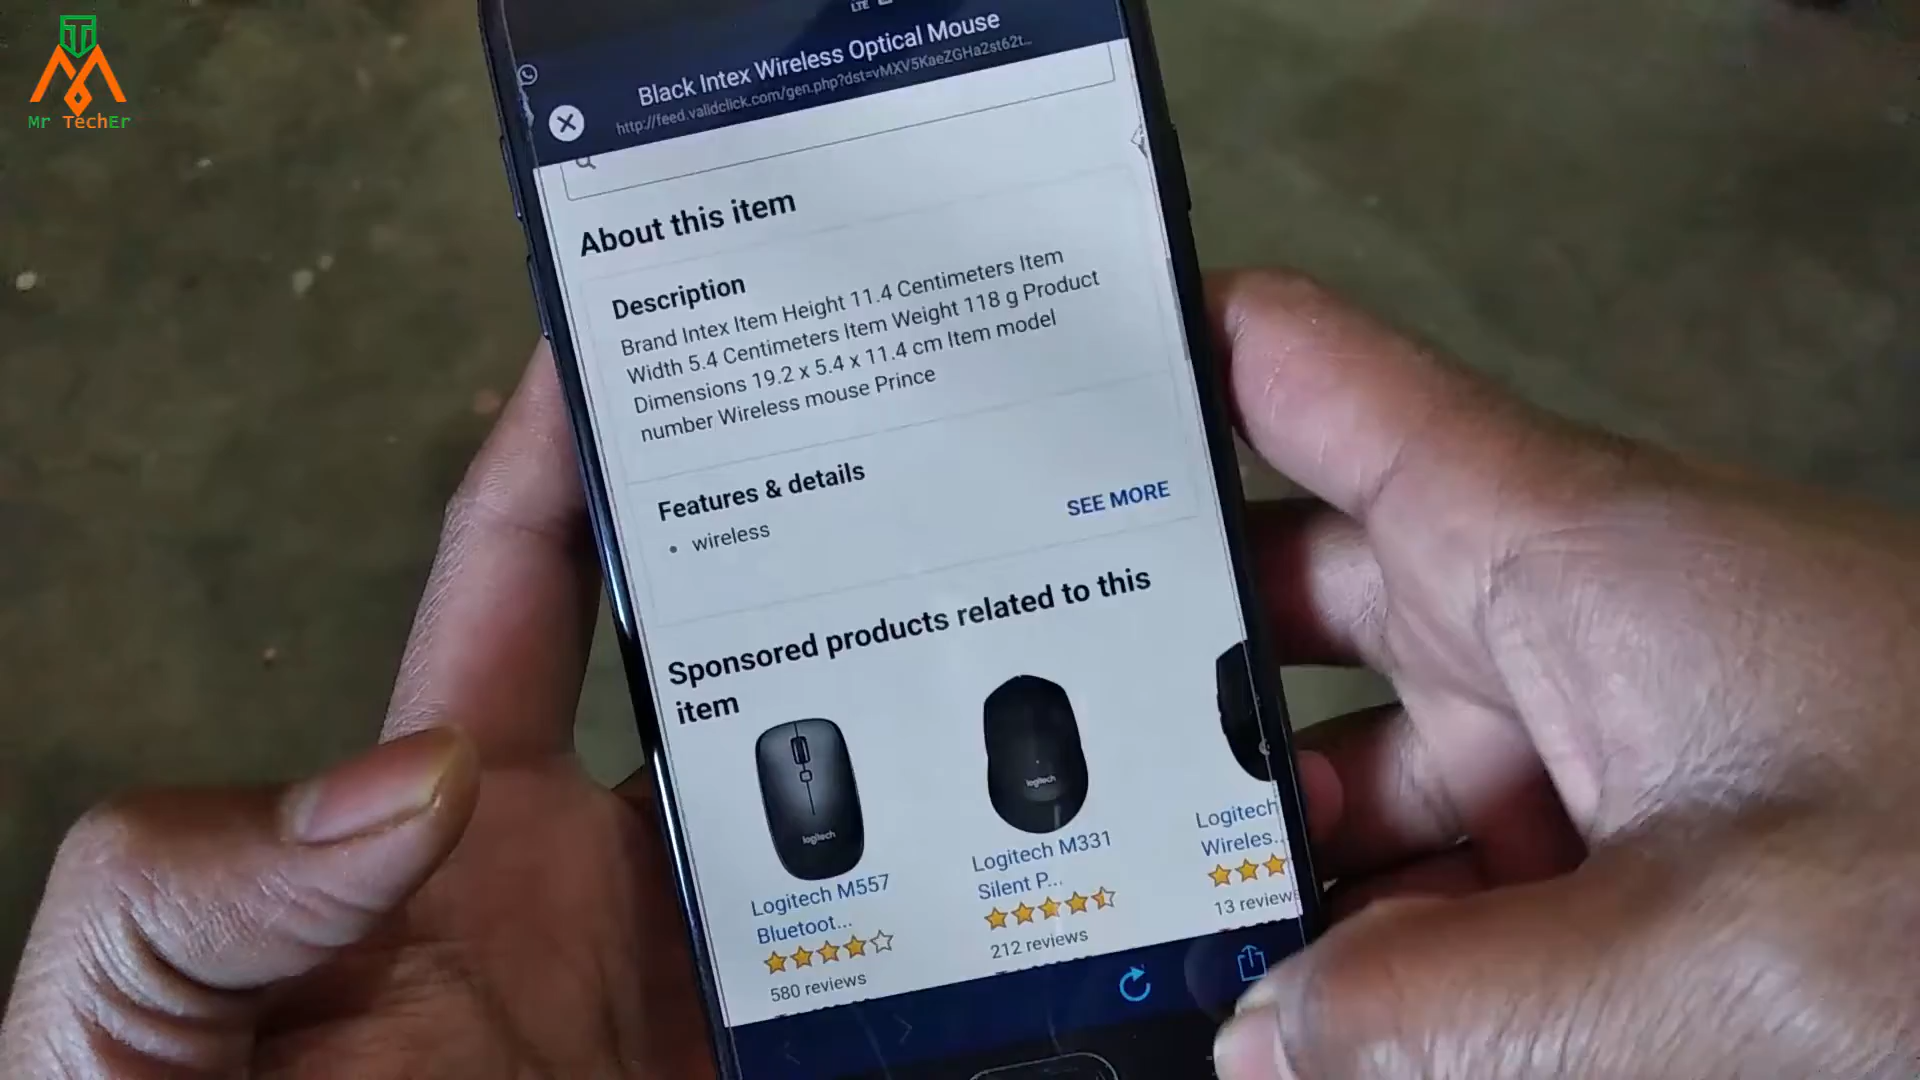 Mr TechEr
LTE
Black Intex Wireless Optical Mouse
http://feed.validclick.com/gen.php?dst=vMXV5KaeZGHa2st62t...
About this item
Description
Brand Intex Item Height 11.4 Centimeters Item
Width 5.4 Centimeters Item Weight 118 g Product
Dimensions 19.2 x 5.4 x 11.4 cm Item model
number Wireless mouse Prince
Features & details
• wireless
SEE MORE
Sponsored products related to this
item
logitech
Logitech M557
Bluetoot...
580 reviews
logitech
Logitech M331
Silent P...
212 reviews
Logitech
Wireles...
13 reviews